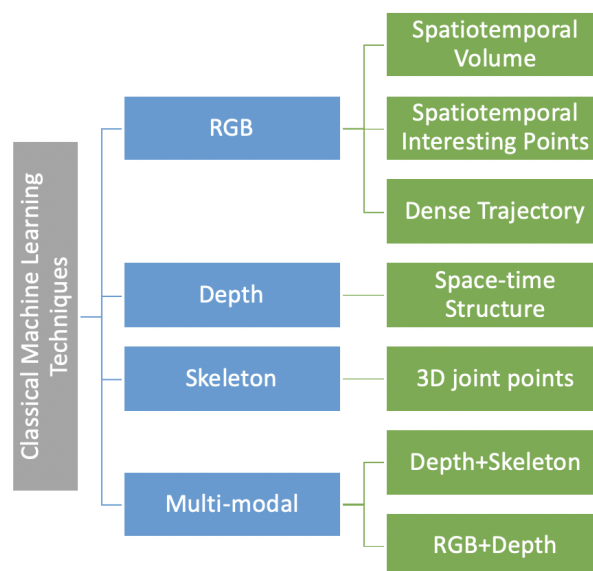 Classical Machine Learning
Techniques
RGB
Spatiotemporal
Volume
Spatiotemporal
Interesting Points
Dense Trajectory
Depth
Space-time
Structure
Skeleton
3D joint points
Multi-modal
Depth+Skeleton
RGB+Depth